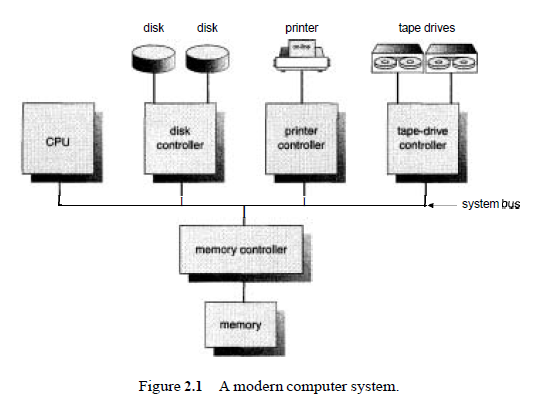 disk disk printer tape drives
on-line
CPU
disk
controller
printer
controller
tape-drive
controller
system bus
memory controller
memory
Figure 2.1 A modern computer system.